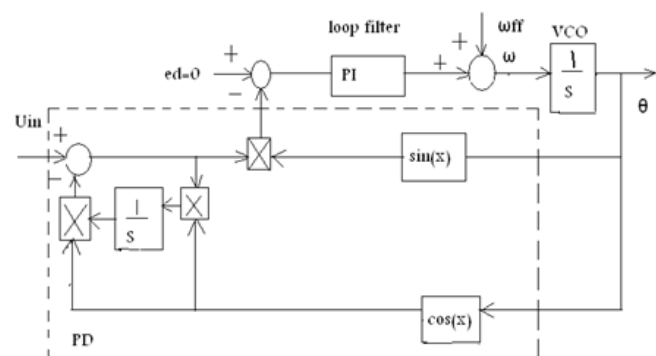 loop filter
ωff
VCO
ed=0
+
−
PI
+
+
ω
1
S
θ
Uin
+
−
sin(x)
1
S
cos(x)
PD